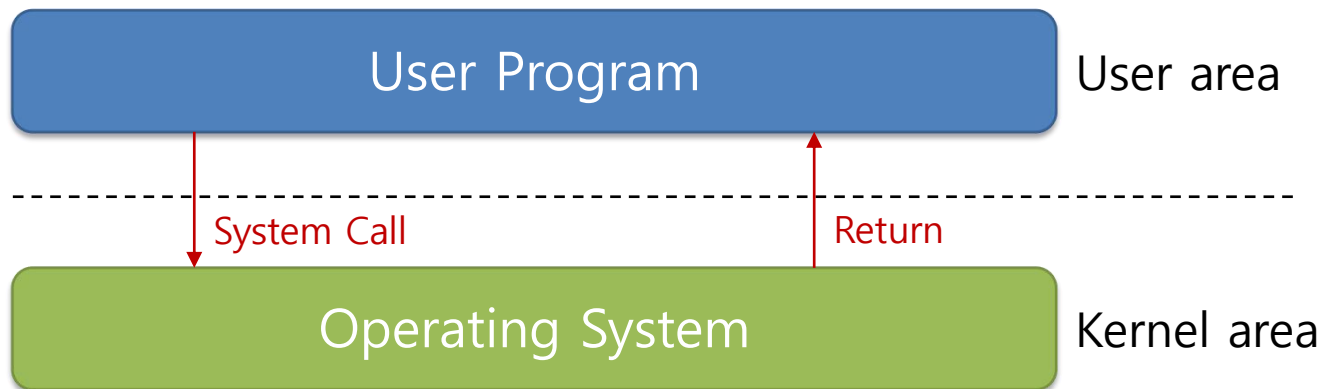 User Program
User area
System Call
Return
Operating System
Kernel area